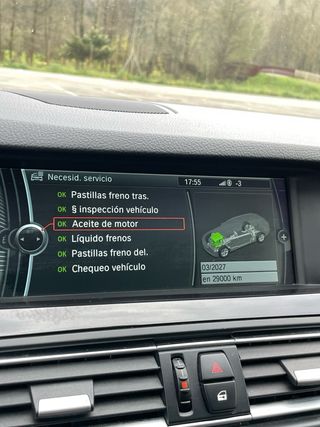 Necesid. servicio
17:55
-3
OK Pastillas freno tras.
OK § inspección vehículo
OK Aceite de motor
OK Líquido frenos
OK Pastillas freno del.
OK Chequeo vehículo
03/2027
en 29000 km